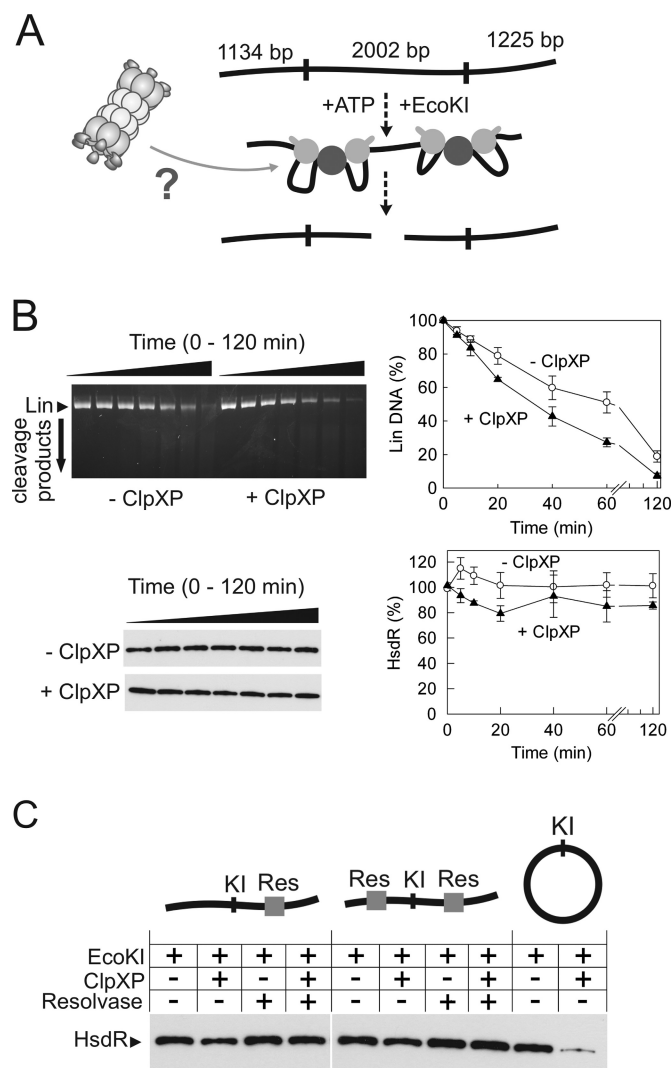 A
1134 bp
2002 bp
1225 bp
+ATP
+EcoKI
?
B
Time (0 - 120 min)
Lin
cleavage products
- ClpXP
+ ClpXP
Lin DNA (%)
100
80
60
40
20
0
- ClpXP
+ ClpXP
0 20 40 60 120
Time (min)
Time (0 - 120 min)
- ClpXP
+ ClpXP
HsdR (%)
120
100
80
60
40
20
0
- ClpXP
+ ClpXP
0 20 40 60 120
Time (min)
C
KI Res
Res KI Res
KI
EcoKI + + + + + + + + + +
ClpXP - + - + - + - + - +
Resolvase - - + + - - + + - -
HsdR